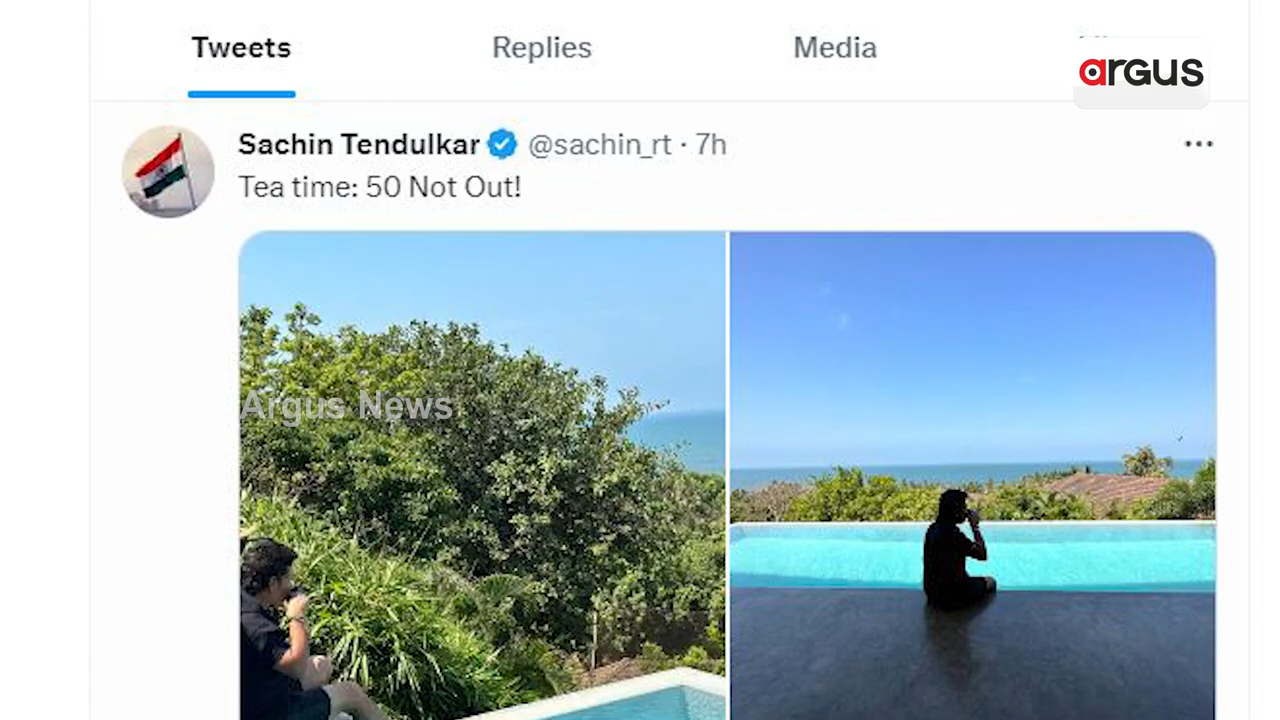 Tweets Replies Media
argus
Sachin Tendulkar @sachin_rt · 7h
Tea time: 50 Not Out!
Argus News